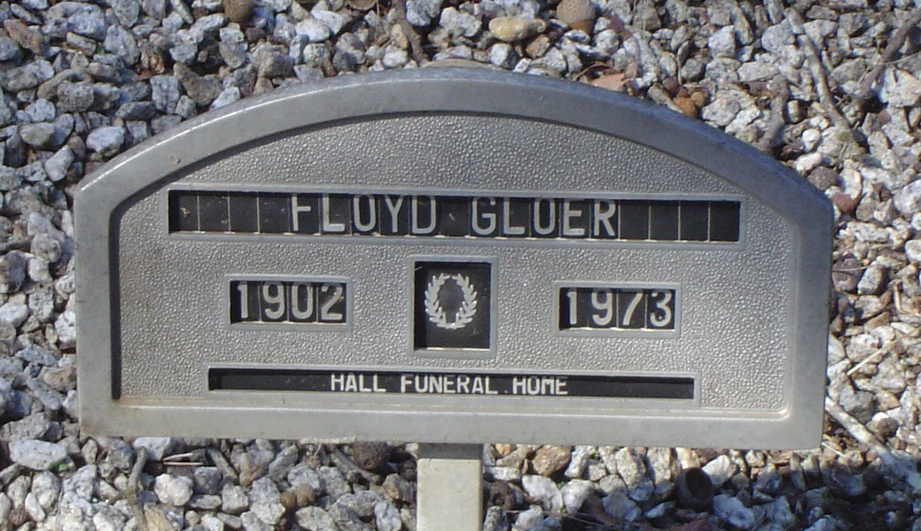 FLOYD GLOER
1902 1973
HALL FUNERAL HOME